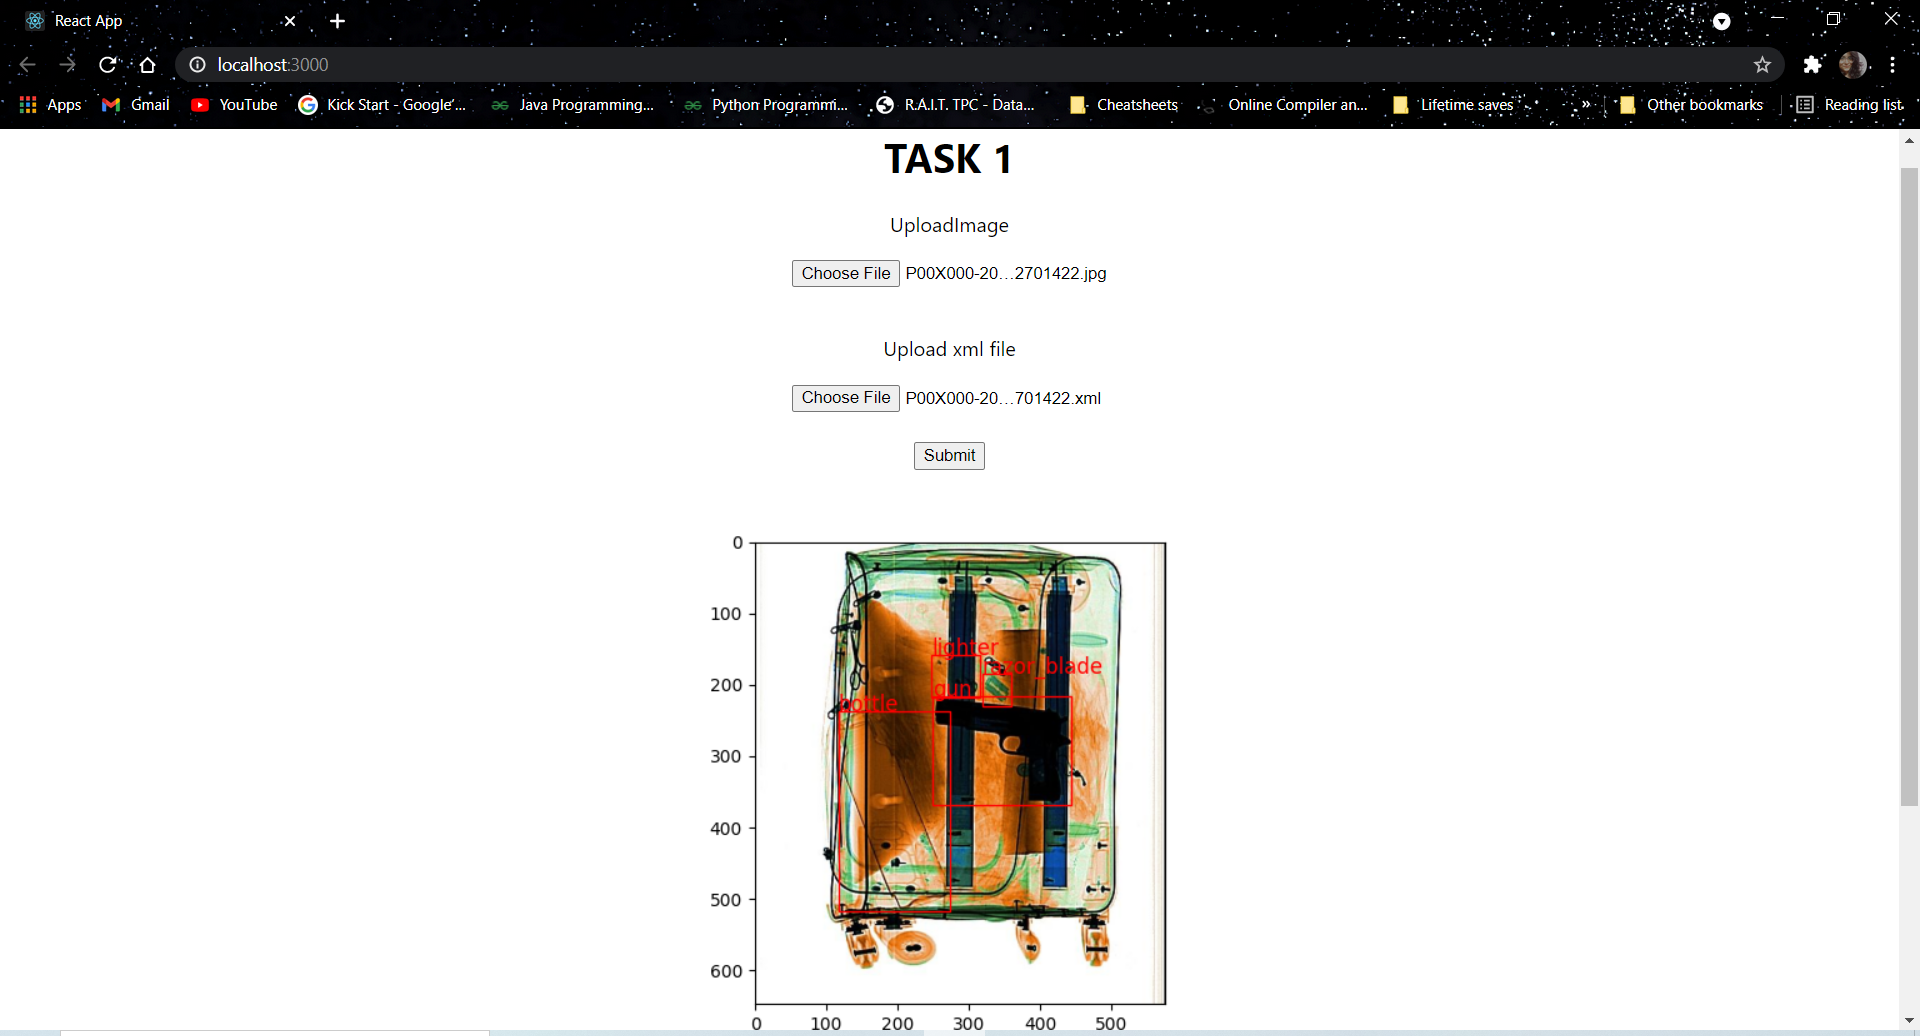 React App
localhost:3000
Apps Gmail YouTube Kick Start - Google'... Java Programming... Python Programm... R.A.I.T. TPC - Data... Cheatsheets Online Compiler an... Lifetime saves » Other bookmarks Reading list
TASK 1
UploadImage
Choose File P00X000-20...2701422.jpg
Upload xml file
Choose File P00X000-20...701422.xml
Submit
0
100
lighter
razor_blade
200
gun
bottle
300
400
500
600
0 100 200 300 400 500